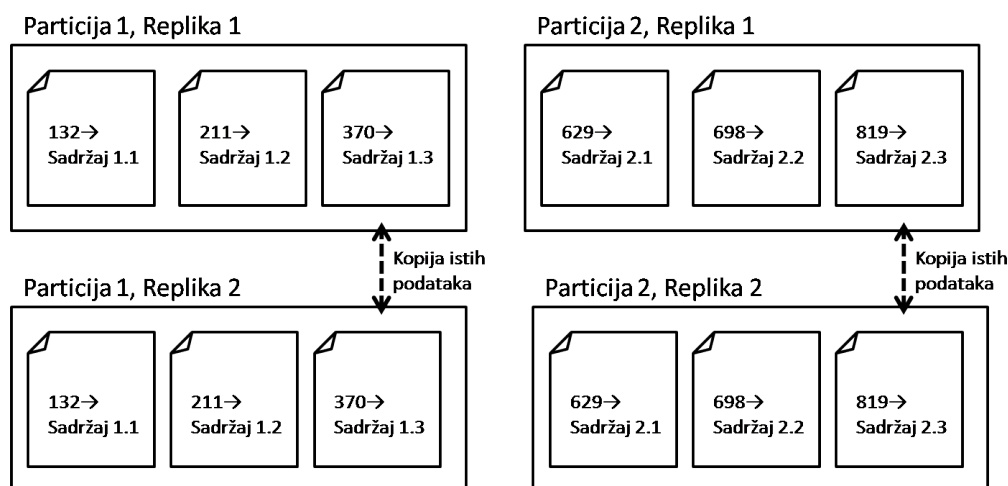 Particija 1, Replika 1
132→
Sadržaj 1.1
211→
Sadržaj 1.2
370→
Sadržaj 1.3
Particija 2, Replika 1
629→
Sadržaj 2.1
698→
Sadržaj 2.2
819→
Sadržaj 2.3
Kopija istih
podataka
Kopija istih
podataka
Particija 1, Replika 2
132→
Sadržaj 1.1
211→
Sadržaj 1.2
370→
Sadržaj 1.3
Particija 2, Replika 2
629→
Sadržaj 2.1
698→
Sadržaj 2.2
819→
Sadržaj 2.3